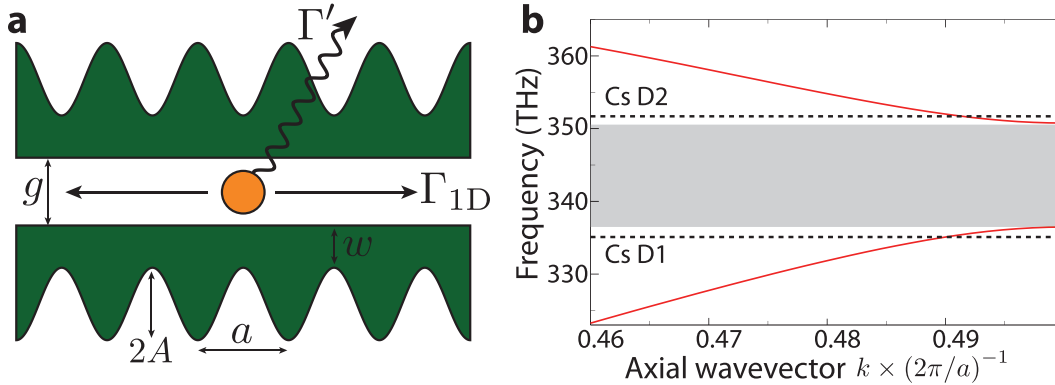 a
Γ′
g
Γ1D
w
2A
a
b
Frequency (THz)
360
350
340
330
Cs D2
Cs D1
0.46 0.47 0.48 0.49
Axial wavevector k × (2π/a)⁻¹